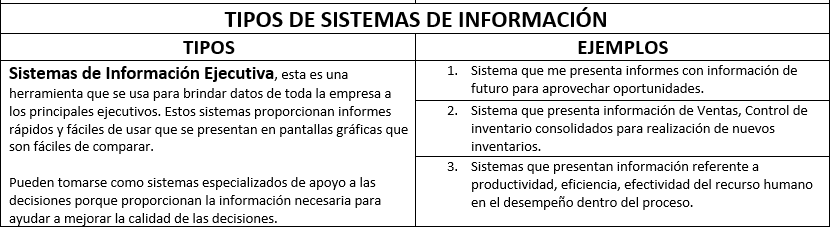 TIPOS DE SISTEMAS DE INFORMACIÓN
TIPOS
EJEMPLOS
Sistemas de Información Ejecutiva, esta es una
herramienta que se usa para brindar datos de toda la empresa a
los principales ejecutivos. Estos sistemas proporcionan informes
rápidos y fáciles de usar que se presentan en pantallas gráficas que
son fáciles de comparar.
Pueden tomarse como sistemas especializados de apoyo a las
decisiones porque proporcionan la información necesaria para
ayudar a mejorar la calidad de las decisiones.
1. Sistema que me presenta informes con información de
futuro para aprovechar oportunidades.
2. Sistema que presenta información de Ventas, Control de
inventario consolidados para realización de nuevos
inventarios.
3. Sistemas que presentan información referente a
productividad, eficiencia, efectividad del recurso humano
en el desempeño dentro del proceso.